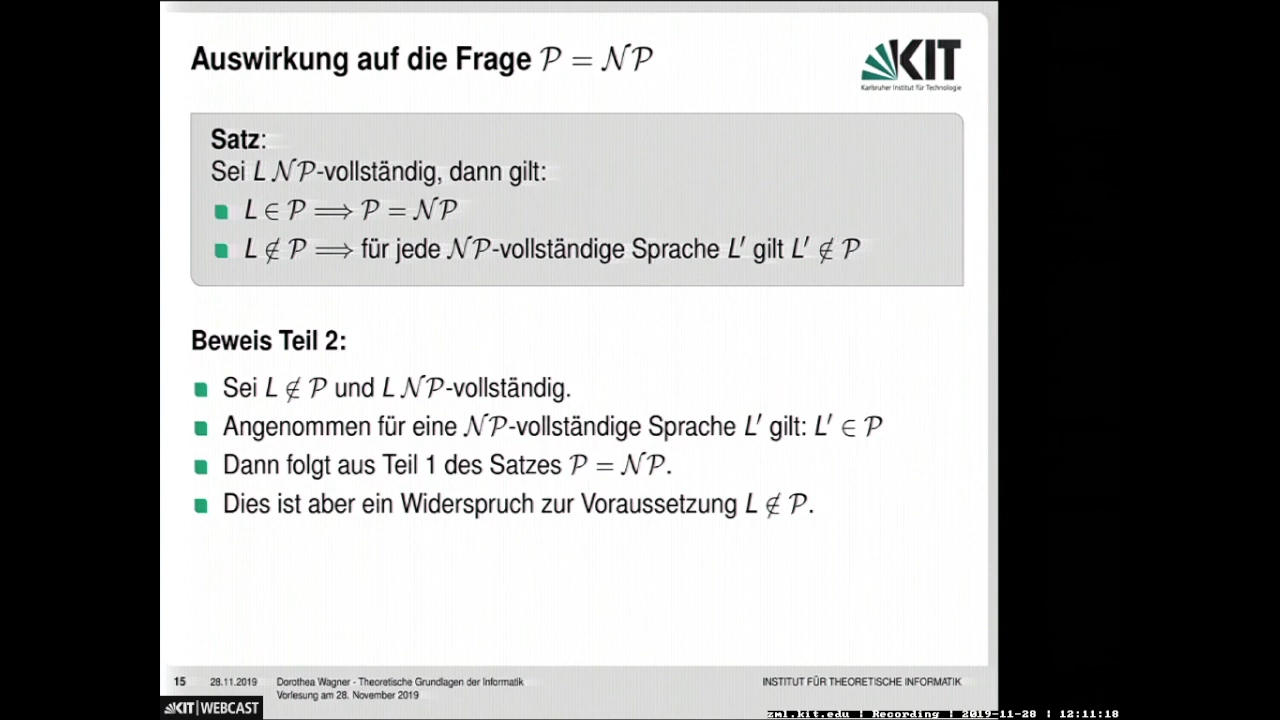 Auswirkung auf die Frage 𝒫 = 𝒩𝒫
KIT
Karlsruher Institut für Technologie
Satz:
Sei L 𝒩𝒫-vollständig, dann gilt:
L ∈ 𝒫 ⟹ 𝒫 = 𝒩𝒫
L ∉ 𝒫 ⟹ für jede 𝒩𝒫-vollständige Sprache L′ gilt L′ ∉ 𝒫
Beweis Teil 2:
Sei L ∉ 𝒫 und L 𝒩𝒫-vollständig.
Angenommen für eine 𝒩𝒫-vollständige Sprache L′ gilt: L′ ∈ 𝒫
Dann folgt aus Teil 1 des Satzes 𝒫 = 𝒩𝒫.
Dies ist aber ein Widerspruch zur Voraussetzung L ∉ 𝒫.
15 28.11.2019 Dorothea Wagner - Theoretische Grundlagen der Informatik
Vorlesung am 28. November 2019
INSTITUT FÜR THEORETISCHE INFORMATIK
KIT | WEBCAST
zml.kit.edu | Recording | 2019-11-28 | 12:11:18